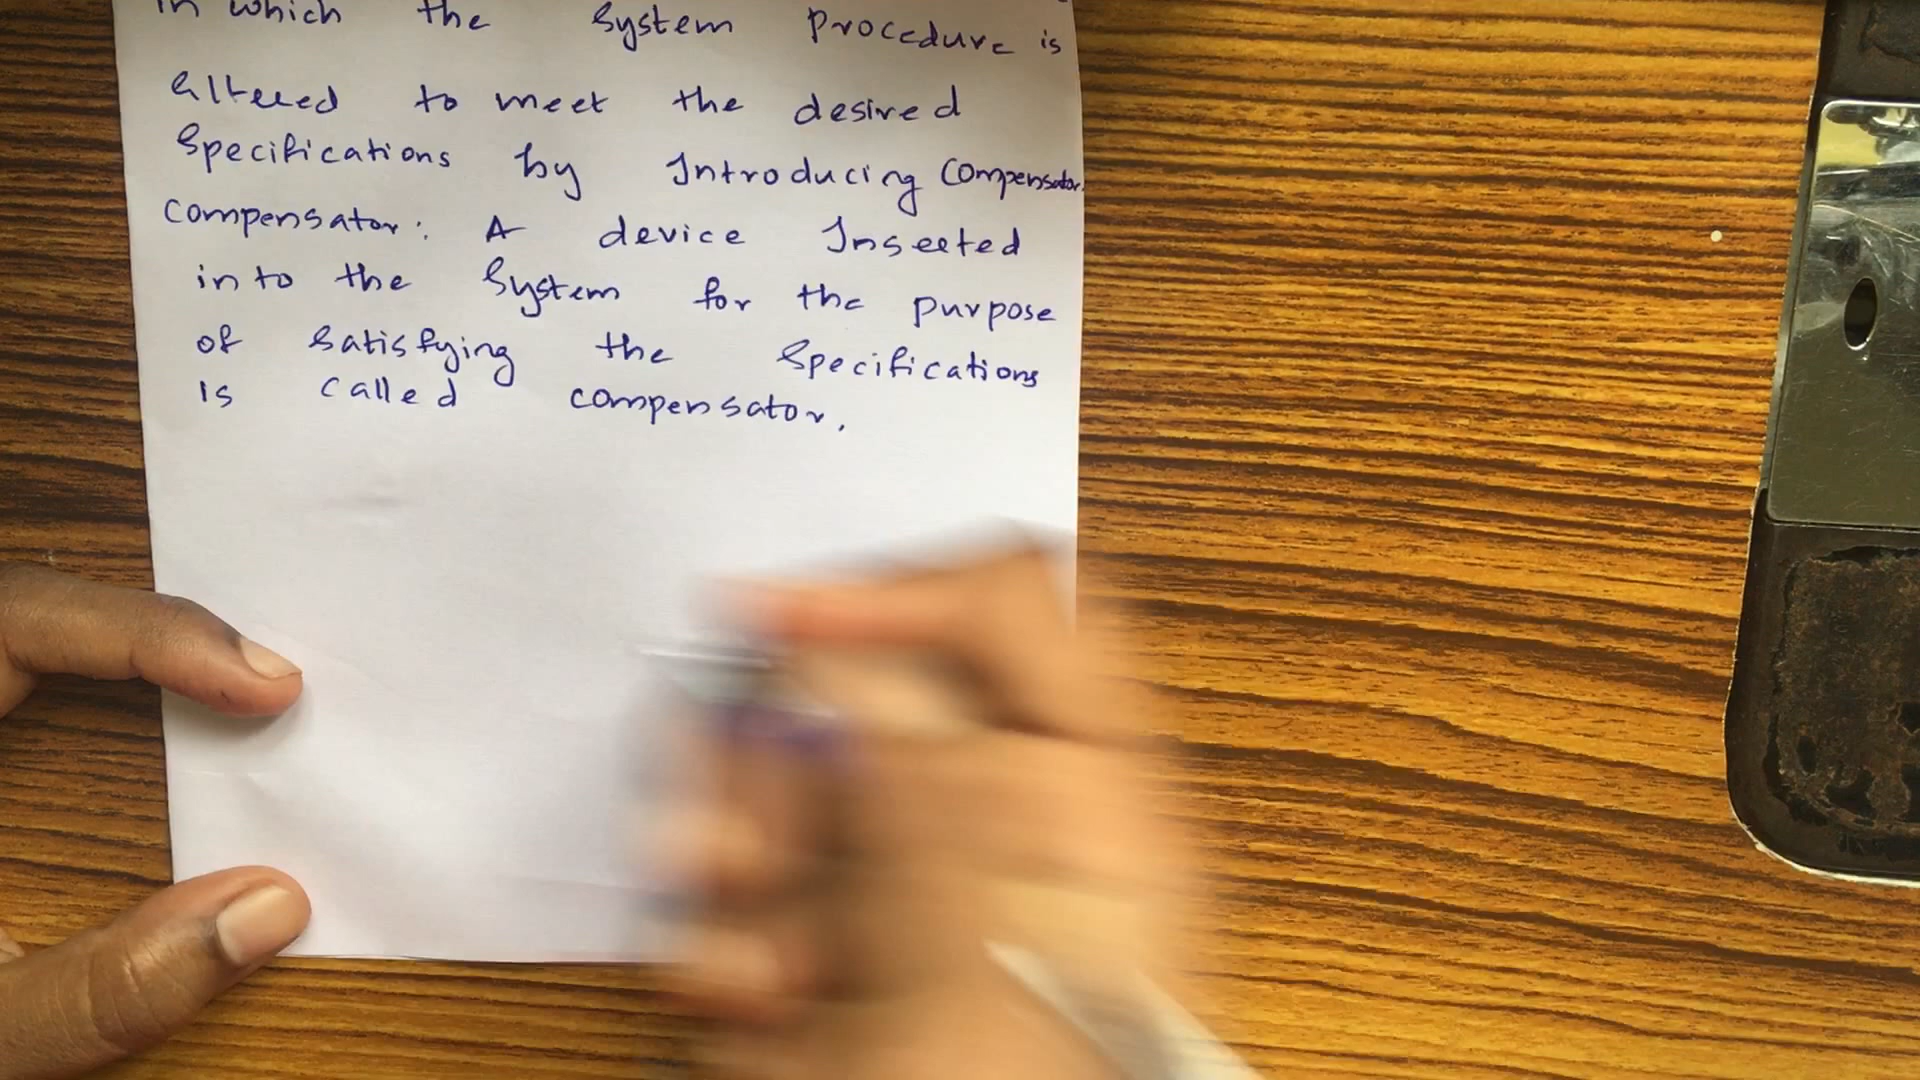 in which the system procedure is
altered to meet the desired
specifications by Introducing compensator.
compensator: A device Inserted
into the system for the purpose
of satisfying the specifications
is called compensator.